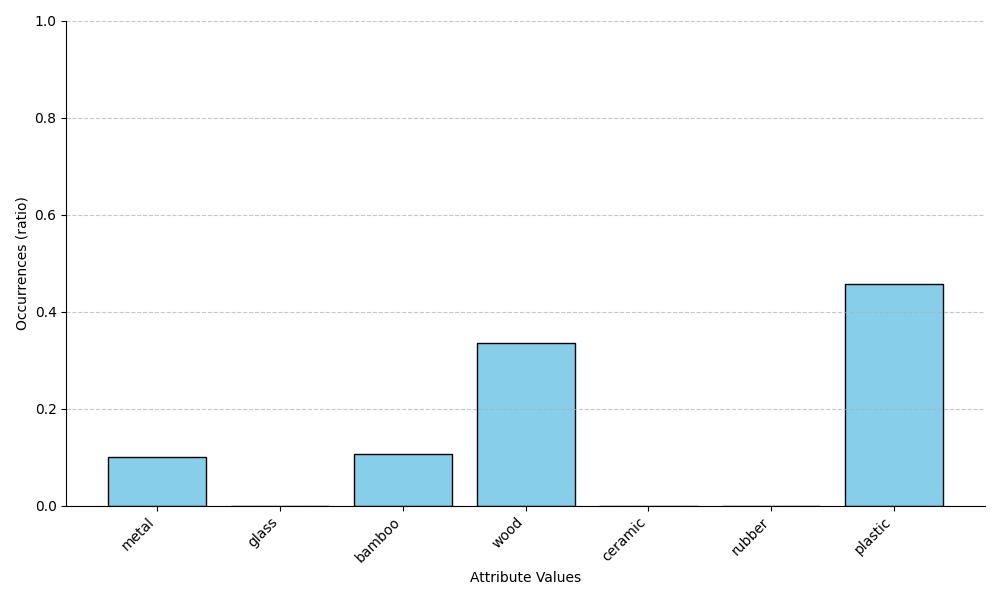 1.0
0.8
0.6
0.4
0.2
0.0
Occurrences (ratio)
metal
glass
bamboo
wood
ceramic
rubber
plastic
Attribute Values